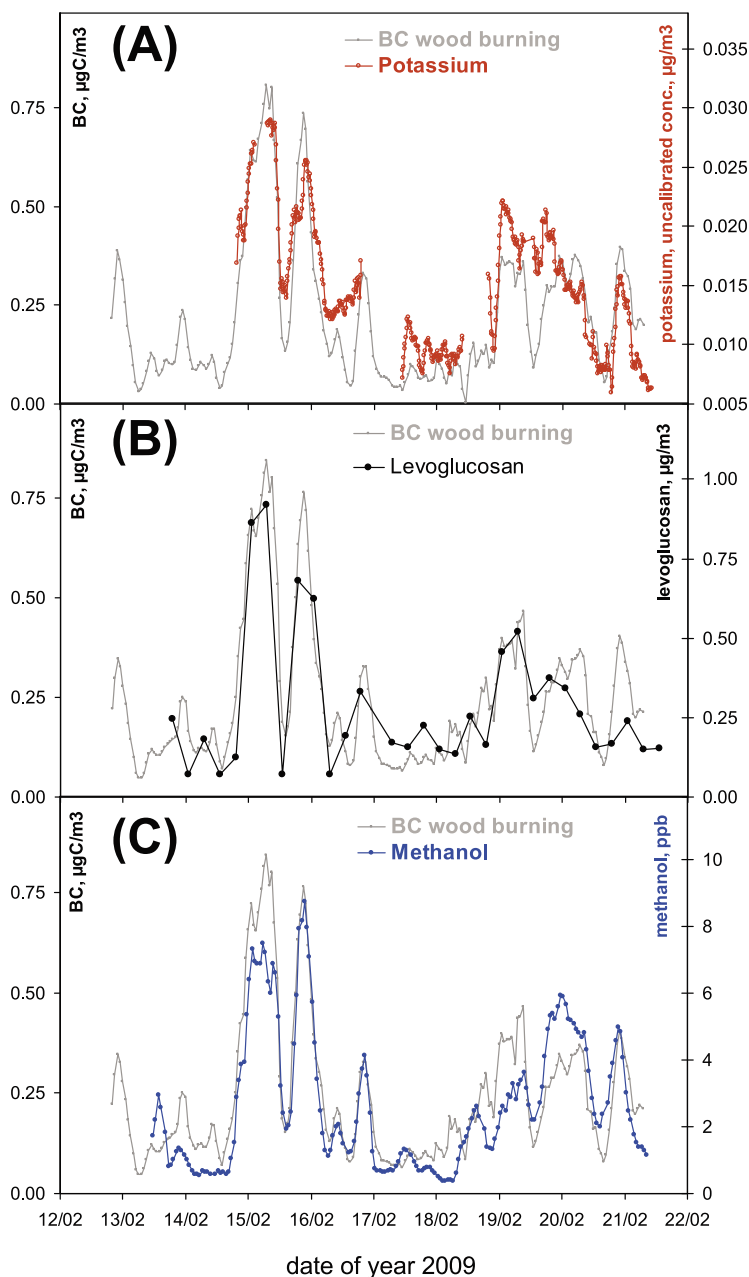 (A)
BC wood burning
Potassium
BC, µgC/m3
0.75
0.50
0.25
0.00
potassium, uncalibrated conc., µg/m3
0.035
0.030
0.025
0.020
0.015
0.010
0.005
(B)
BC wood burning
Levoglucosan
BC, µgC/m3
0.75
0.50
0.25
0.00
levoglucosan, µg/m3
1.00
0.75
0.50
0.25
0.00
(C)
BC wood burning
Methanol
BC, µgC/m3
0.75
0.50
0.25
0.00
methanol, ppb
10
8
6
4
2
0
12/02 13/02 14/02 15/02 16/02 17/02 18/02 19/02 20/02 21/02 22/02
date of year 2009